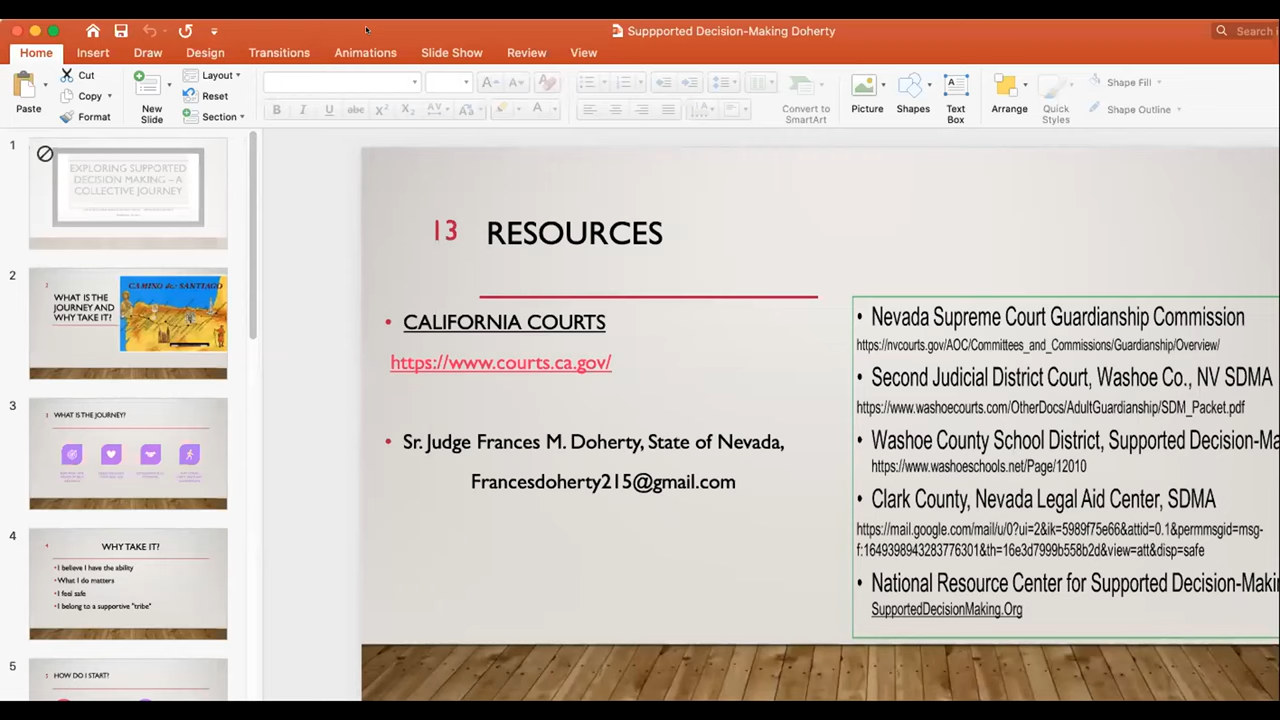 Suppported Decision-Making Doherty
Search
Home Insert Draw Design Transitions Animations Slide Show Review View
Paste
Cut
Copy
Format
New Slide
Layout
Reset
Section
Convert to SmartArt
Picture
Shapes
Text Box
Arrange
Quick Styles
Shape Fill
Shape Outline
1
EXPLORING SUPPORTED
DECISION MAKING – A
COLLECTIVE JOURNEY
2
WHAT IS THE
JOURNEY AND
WHY TAKE IT?
CAMINO de SANTIAGO
3
WHAT IS THE JOURNEY?
4
WHY TAKE IT?
• I believe I have the ability
• What I do matters
• I feel safe
• I belong to a supportive "tribe"
5
HOW DO I START?
13 RESOURCES
• CALIFORNIA COURTS
https://www.courts.ca.gov/
• Sr. Judge Frances M. Doherty, State of Nevada,
Francesdoherty215@gmail.com
• Nevada Supreme Court Guardianship Commission
https://nvcourts.gov/AOC/Committees_and_Commissions/Guardianship/Overview/
• Second Judicial District Court, Washoe Co., NV SDMA
https://www.washoecourts.com/OtherDocs/AdultGuardianship/SDM_Packet.pdf
• Washoe County School District, Supported Decision-Ma
https://www.washoeschools.net/Page/12010
• Clark County, Nevada Legal Aid Center, SDMA
https://mail.google.com/mail/u/0?ui=2&ik=5989f75e66&attid=0.1&permmsgid=msg-
f:1649398943283776301&th=16e3d7999b558b2d&view=att&disp=safe
• National Resource Center for Supported Decision-Maki
SupportedDecisionMaking.Org